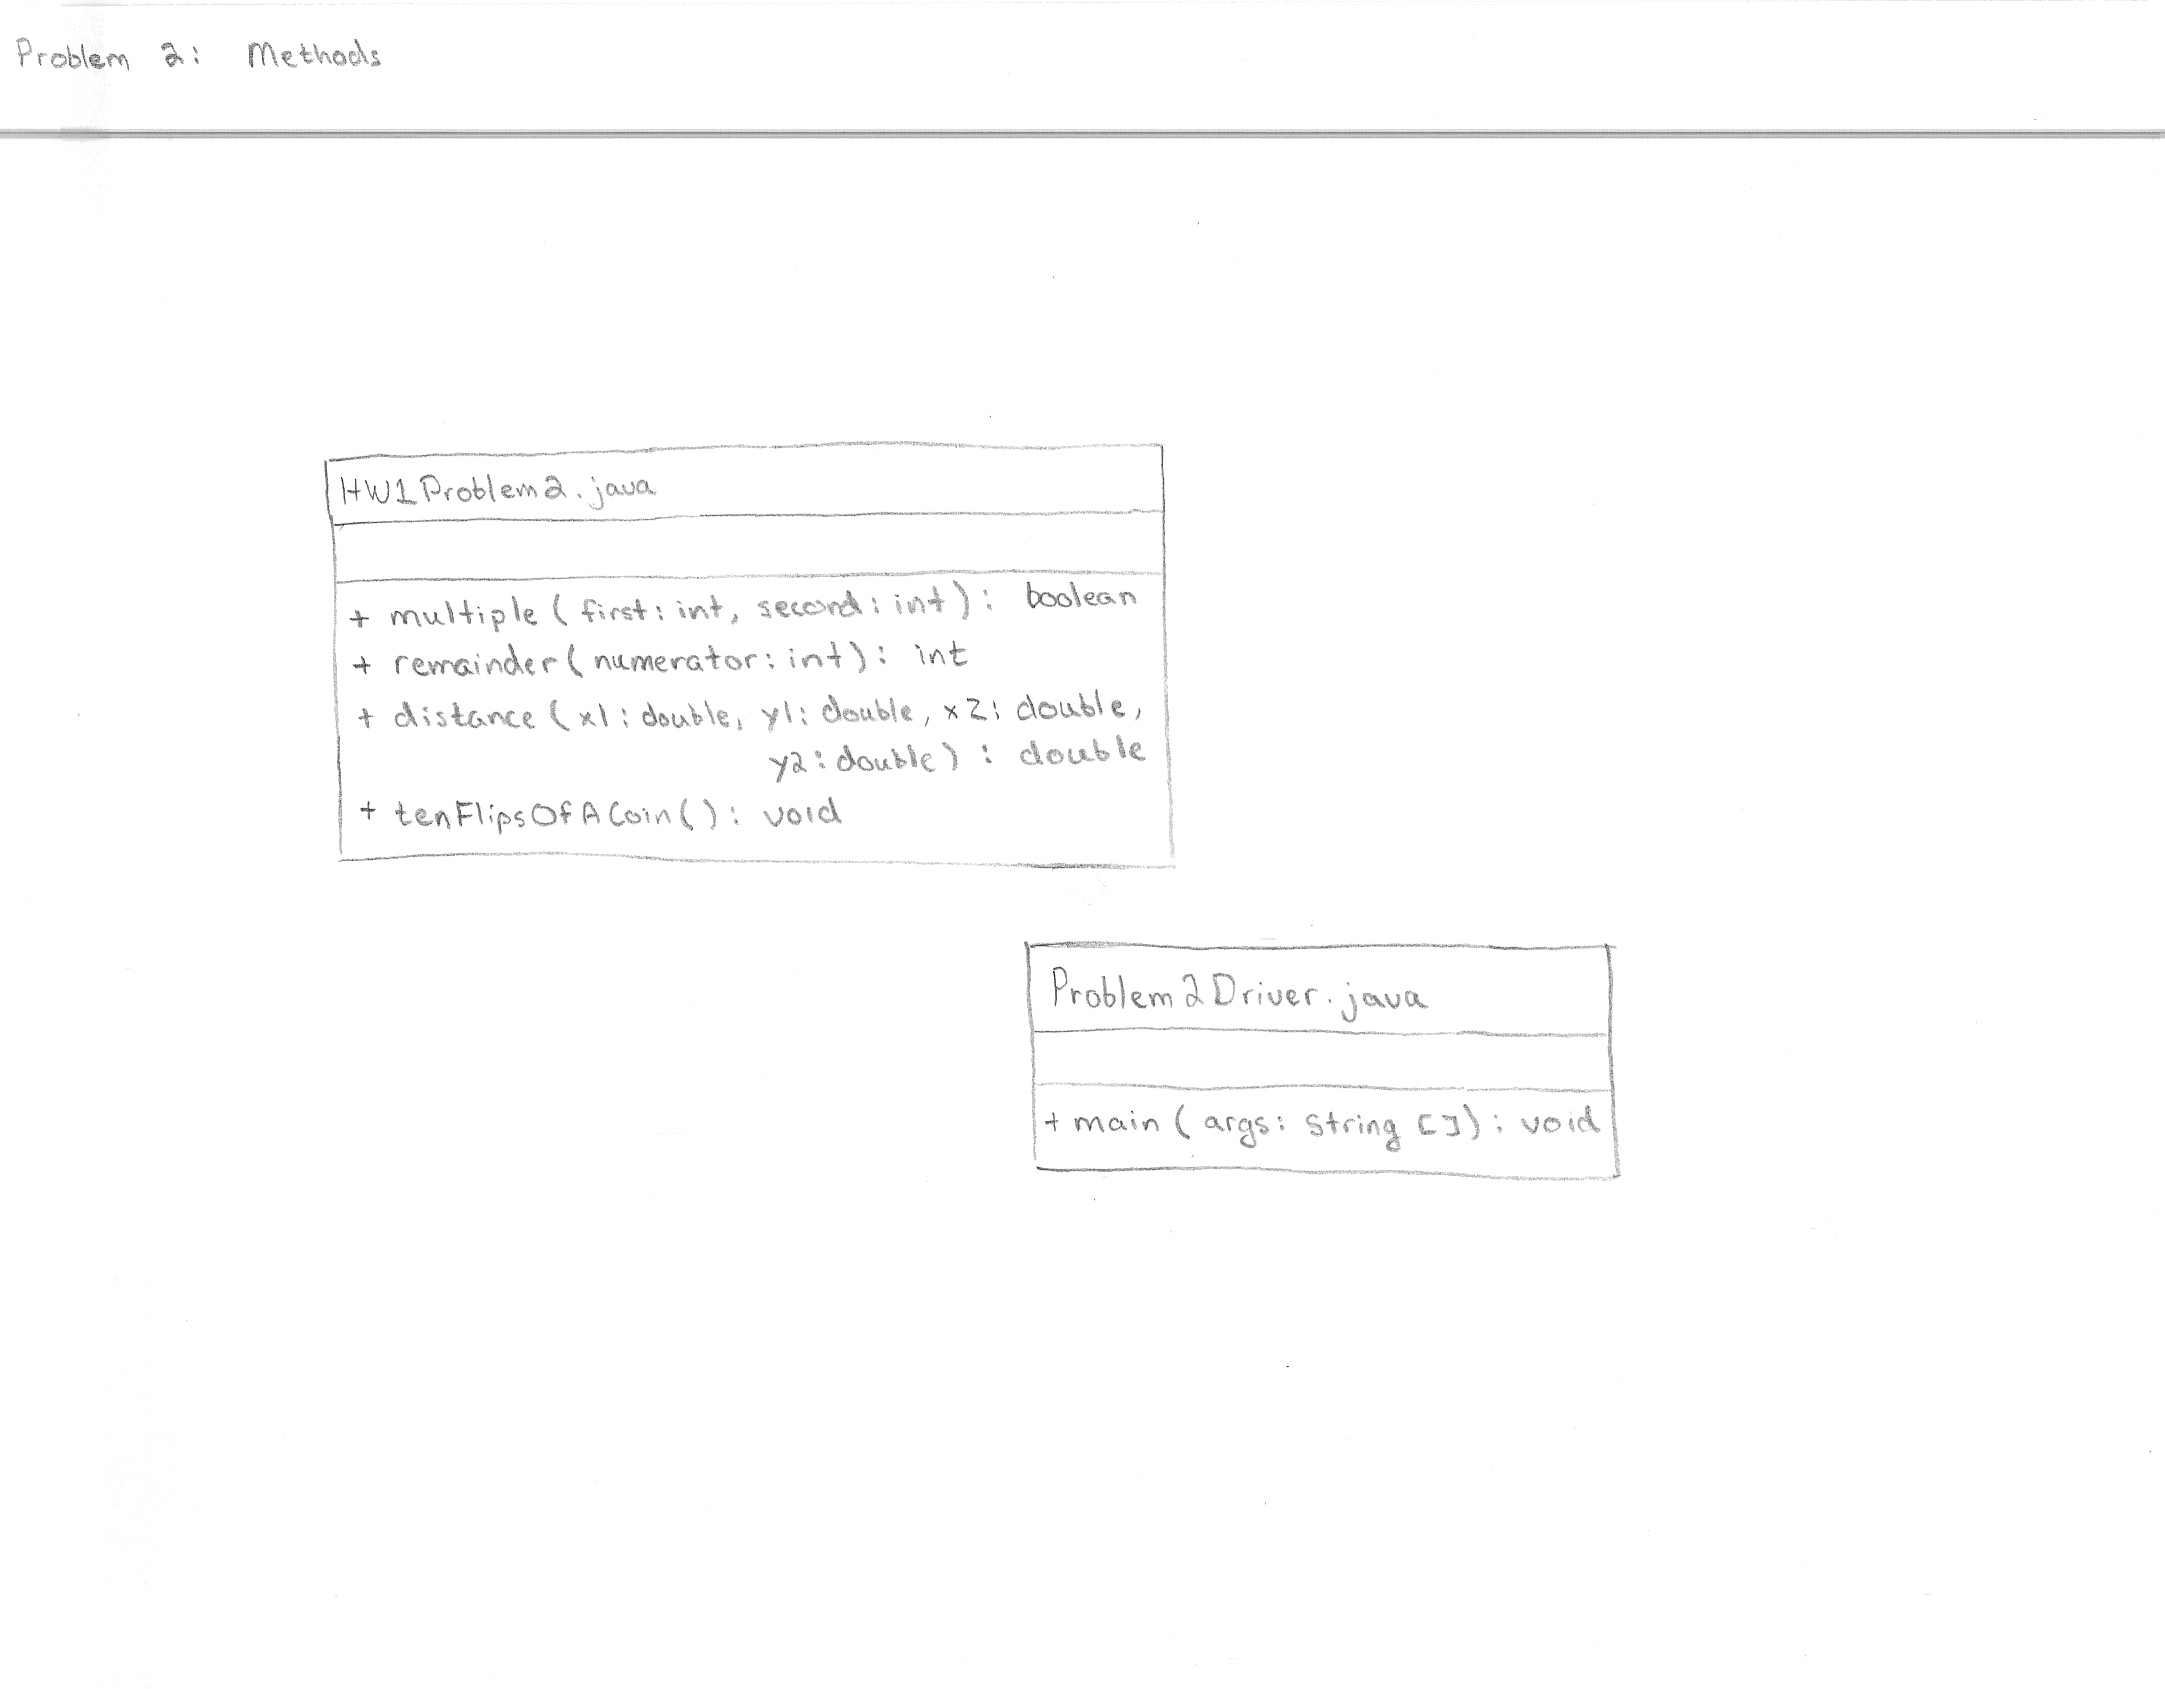 Problem 2: Methods
HW1Problem2.java
+ multiple (first: int, second: int): boolean
+ remainder(numerator: int): int
+ distance (x1: double, y1: double, x2: double,
y2: double) : double
+ tenFlipsOfACoin(): void
Problem2Driver.java
+ main (args: String []): void